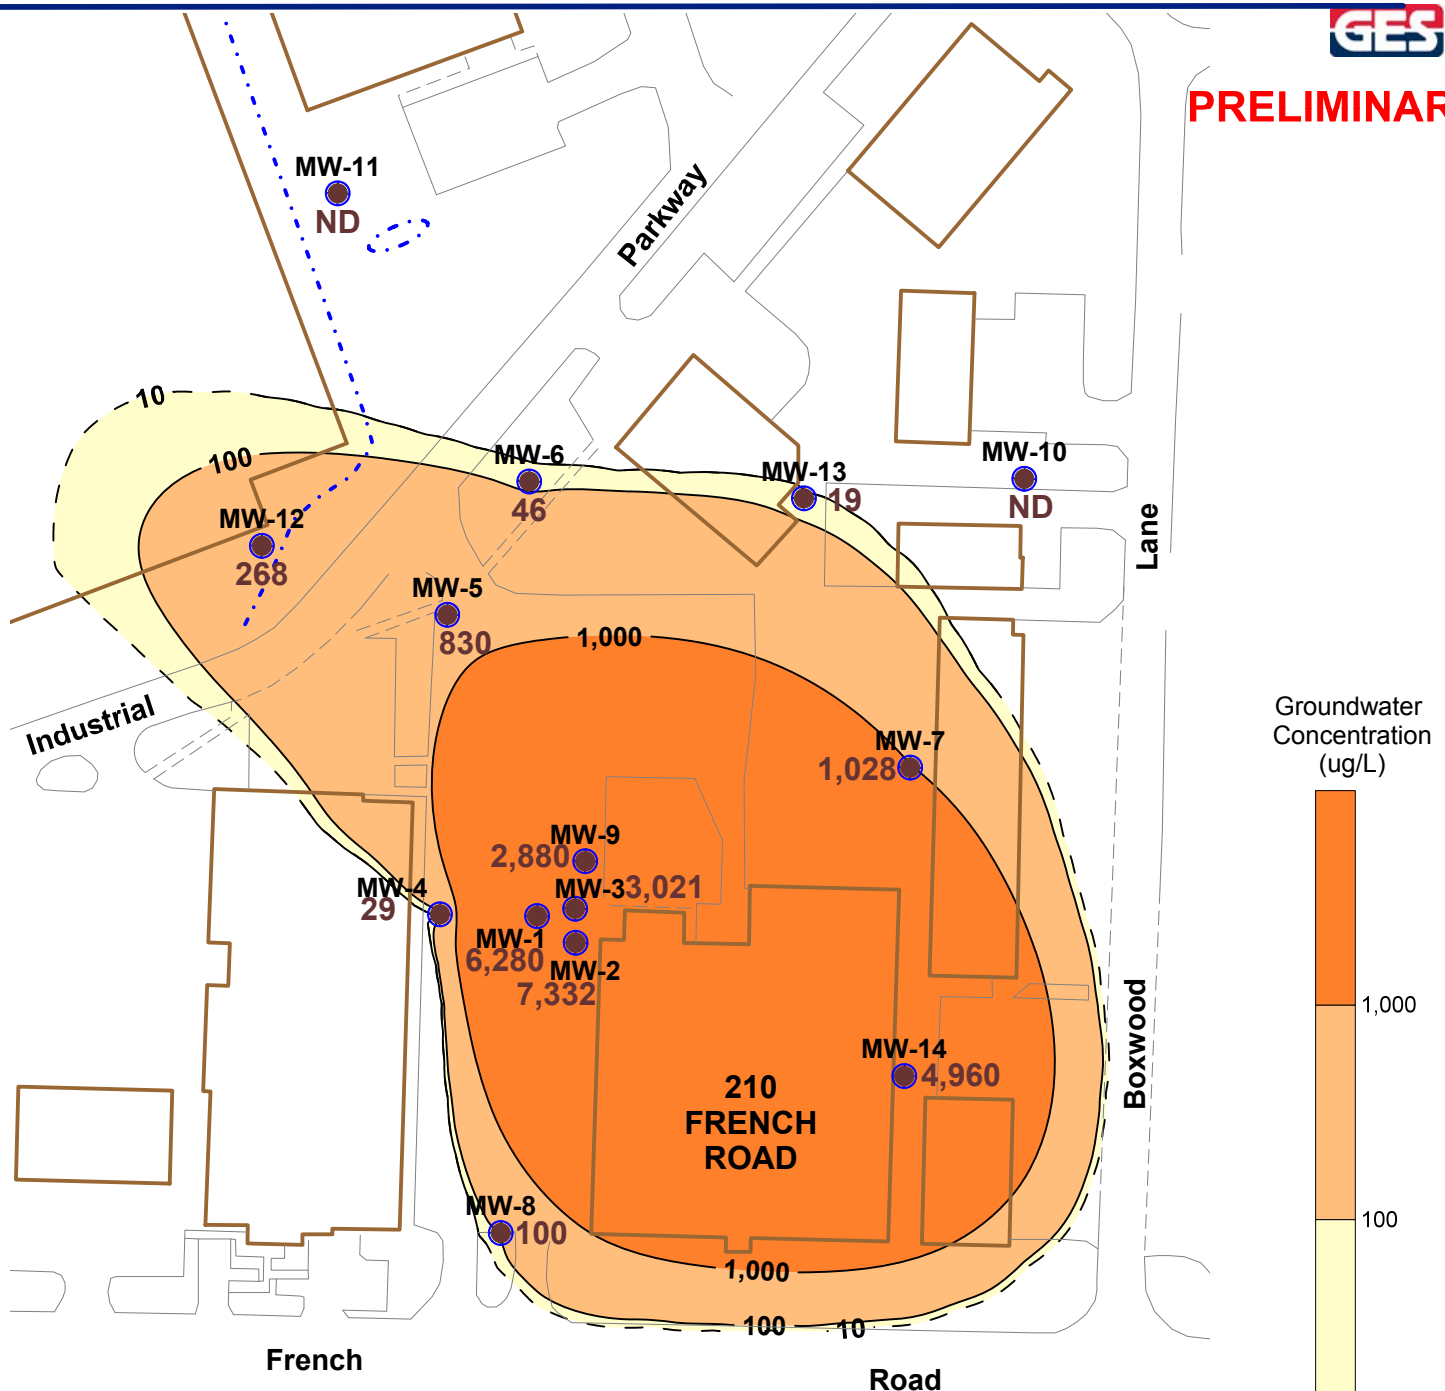 GES
PRELIMINAR
MW-11
ND
Parkway
10
100
MW-6
46
MW-13
19
MW-10
ND
MW-12
268
Lane
MW-5
830
1,000
Industrial
MW-7
1,028
Groundwater
Concentration
(ug/L)
MW-9
2,880
MW-3
3,021
MW-4
29
MW-1
6,280
MW-2
7,332
1,000
Boxwood
MW-14
4,960
210
FRENCH
ROAD
MW-8
100
100
1,000
100
10
French
Road